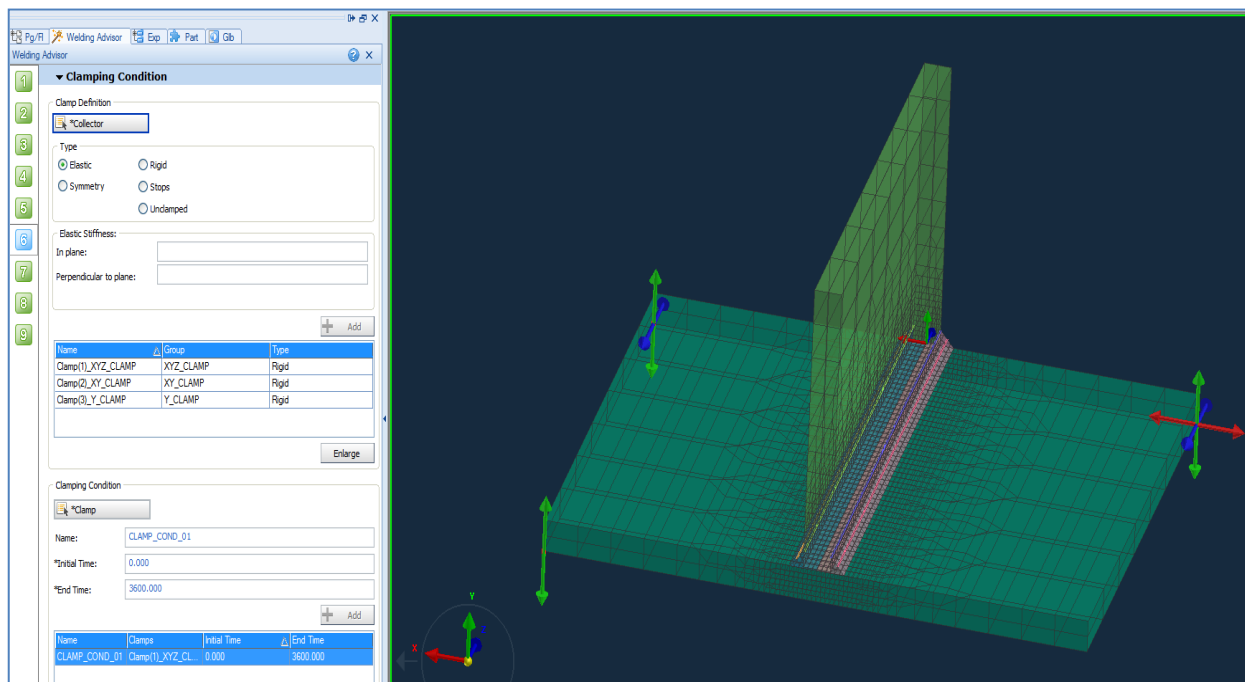 Pg/Fl Welding Advisor Exp Part Glb
Welding Advisor
1
Clamping Condition
2
Clamp Definition
*Collector
3
Type
Elastic Rigid
4
Symmetry Stops
5
Unclamped
6
Elastic Stiffness:
In plane:
7
Perpendicular to plane:
8
Add
9
Name Group Type
Clamp(1)_XYZ_CLAMP XYZ_CLAMP Rigid
Clamp(2)_XY_CLAMP XY_CLAMP Rigid
Clamp(3)_Y_CLAMP Y_CLAMP Rigid
Enlarge
Clamping Condition
*Clamp
Name: CLAMP_COND_01
*Initial Time: 0.000
*End Time: 3600.000
Add
Name Clamps Initial Time End Time
CLAMP_COND_01 Clamp(1)_XYZ_CL... 0.000 3600.000
Y
Z
X